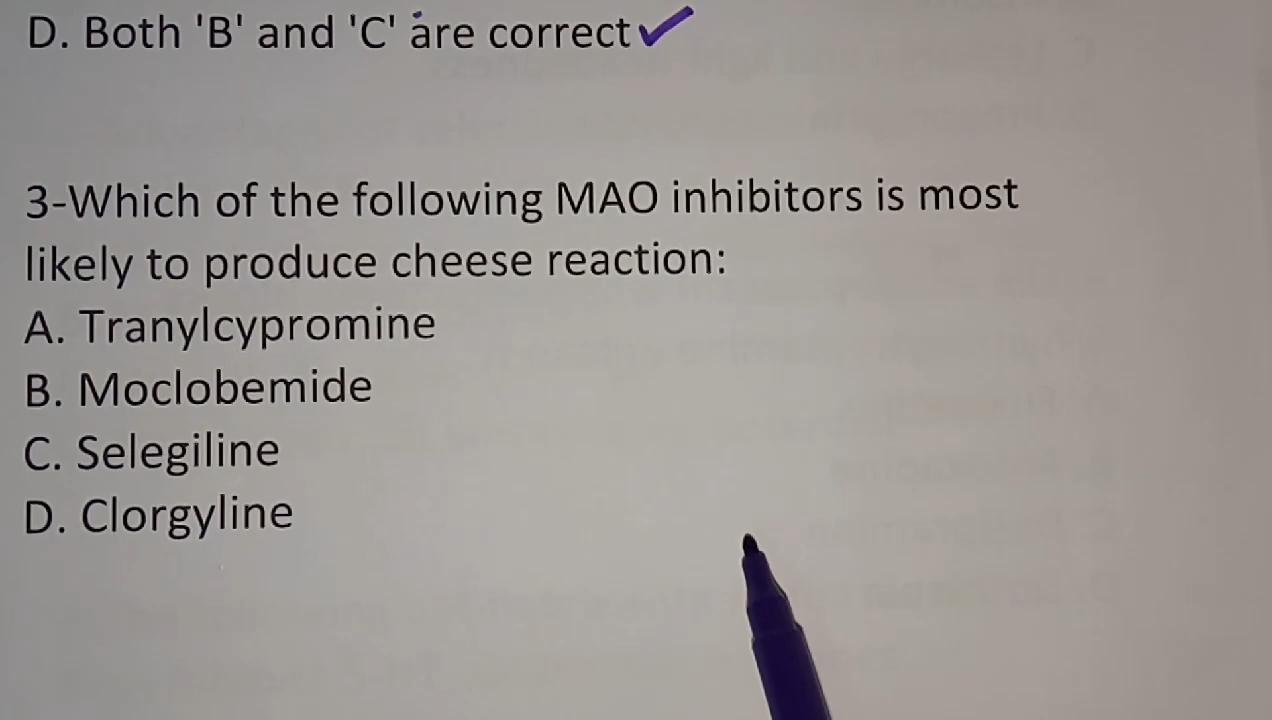 D. Both 'B' and 'C' are correct
3-Which of the following MAO inhibitors is most
likely to produce cheese reaction:
A. Tranylcypromine
B. Moclobemide
C. Selegiline
D. Clorgyline